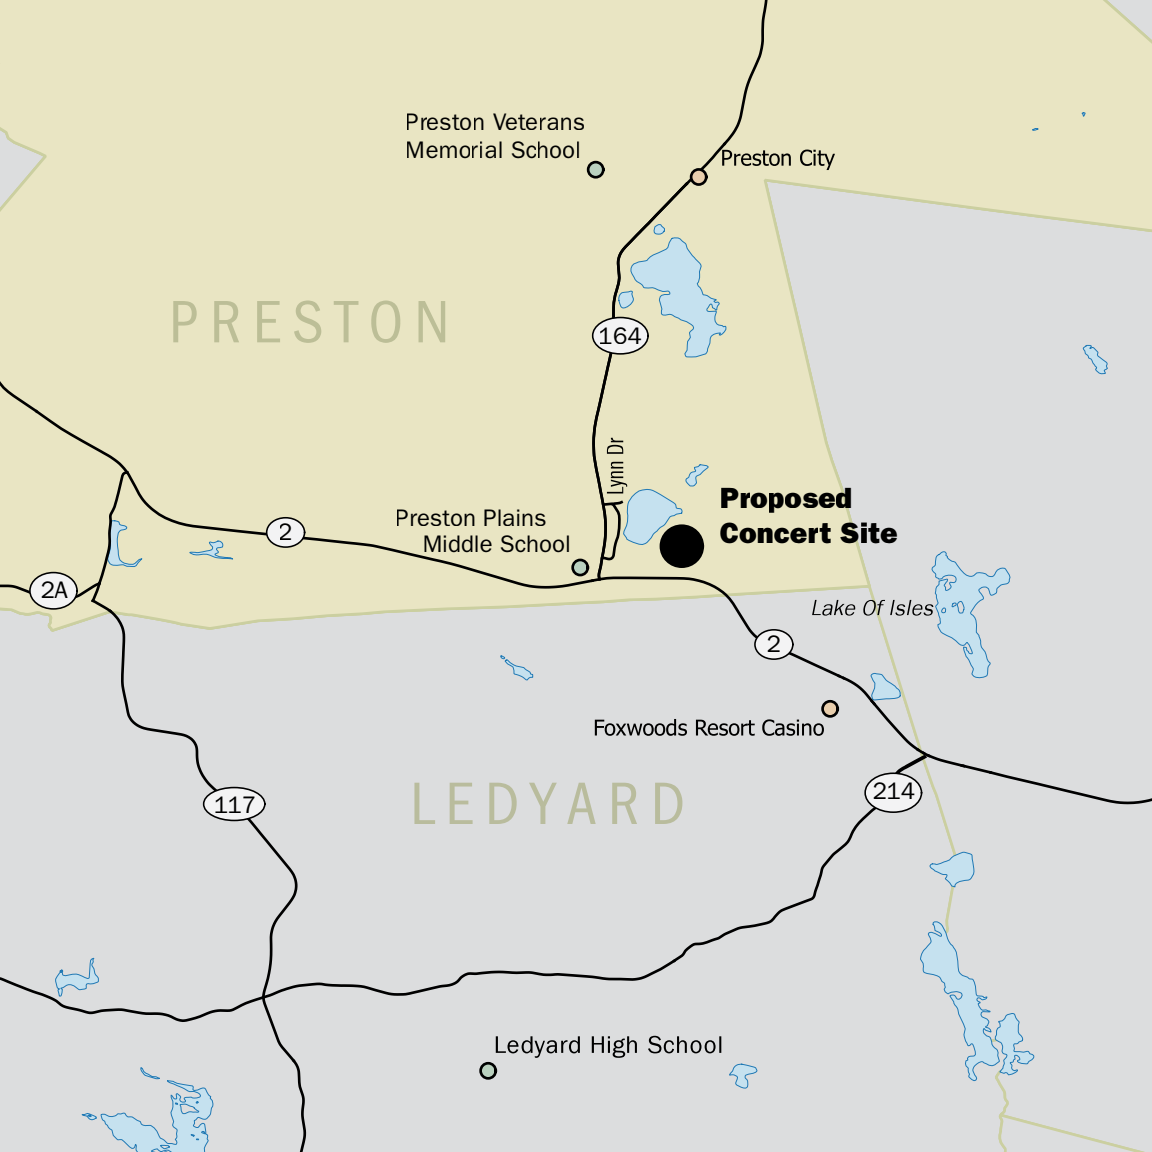 Preston Veterans
Memorial School
Preston City
PRESTON
164
Lynn Dr
Proposed
Concert Site
Preston Plains
Middle School
2
2A
Lake Of Isles
2
Foxwoods Resort Casino
LEDYARD
214
117
Ledyard High School